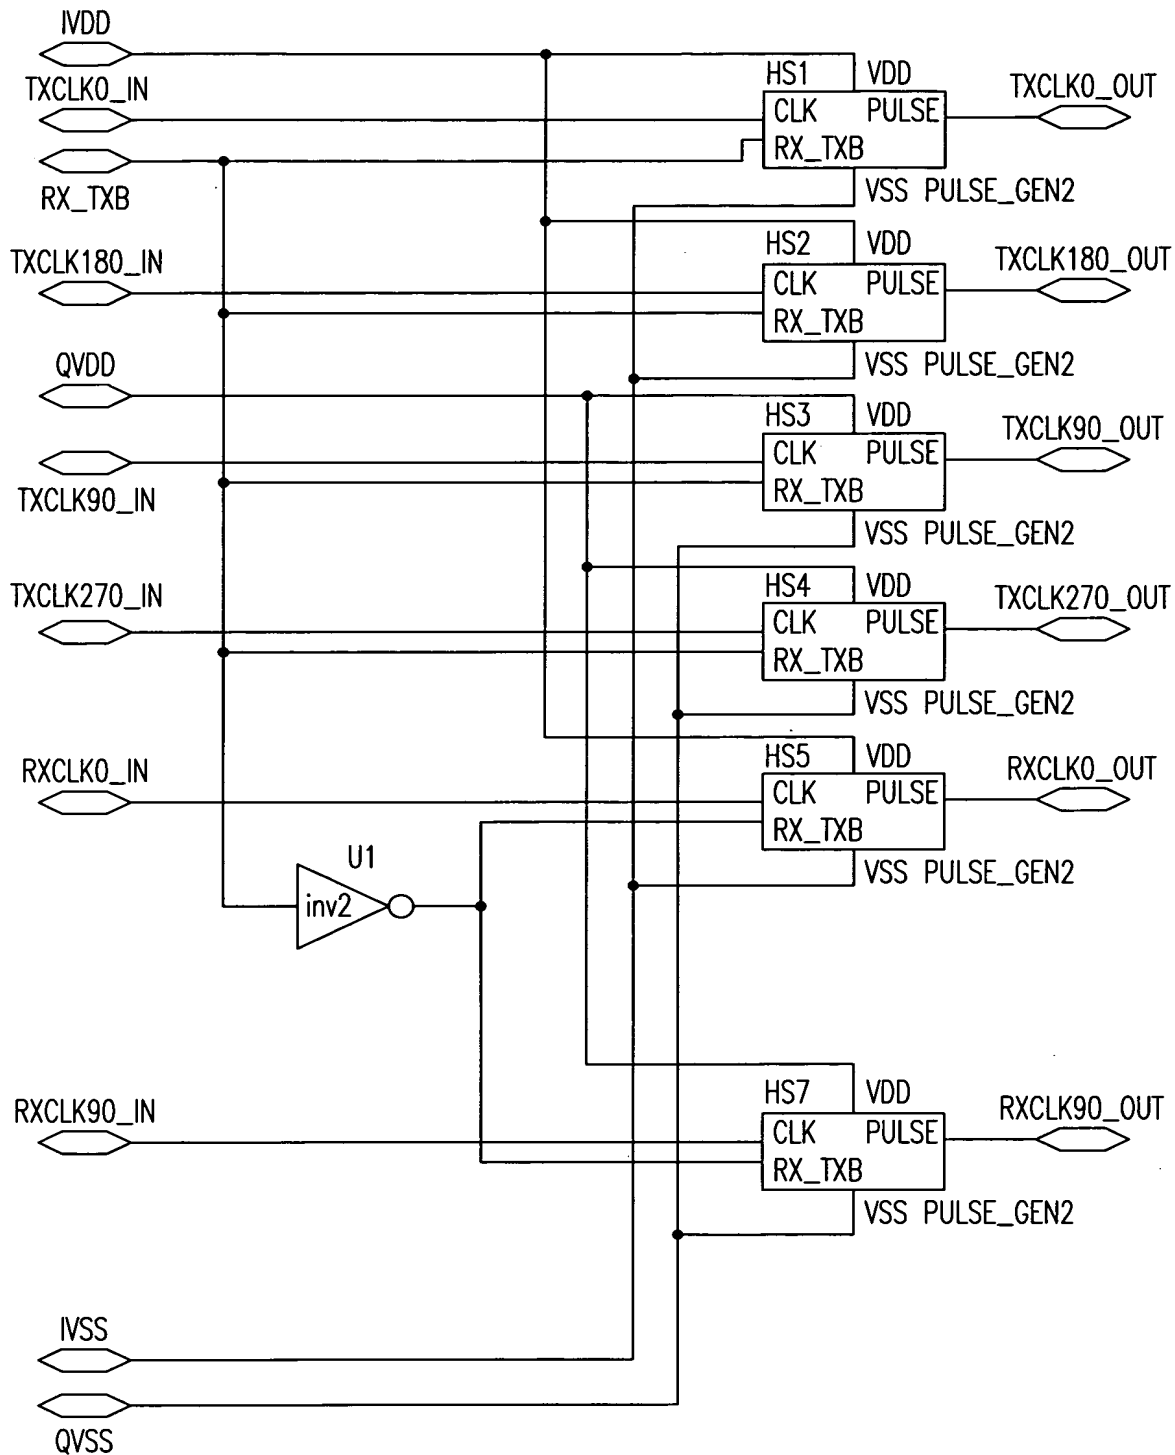 IVDD
TXCLK0_IN
RX_TXB
HS1 VDD
CLK PULSE
RX_TXB
VSS PULSE_GEN2
TXCLK0_OUT
TXCLK180_IN
HS2 VDD
CLK PULSE
RX_TXB
VSS PULSE_GEN2
TXCLK180_OUT
QVDD
TXCLK90_IN
HS3 VDD
CLK PULSE
RX_TXB
VSS PULSE_GEN2
TXCLK90_OUT
TXCLK270_IN
HS4 VDD
CLK PULSE
RX_TXB
VSS PULSE_GEN2
TXCLK270_OUT
RXCLK0_IN
HS5 VDD
CLK PULSE
RX_TXB
VSS PULSE_GEN2
RXCLK0_OUT
U1
inv2
RXCLK90_IN
HS7 VDD
CLK PULSE
RX_TXB
VSS PULSE_GEN2
RXCLK90_OUT
IVSS
QVSS